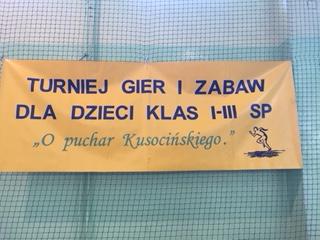 TURNIEJ GIER I ZABAW
DLA DZIECI KLAS I-III SP
„O puchar Kusocińskiego.”